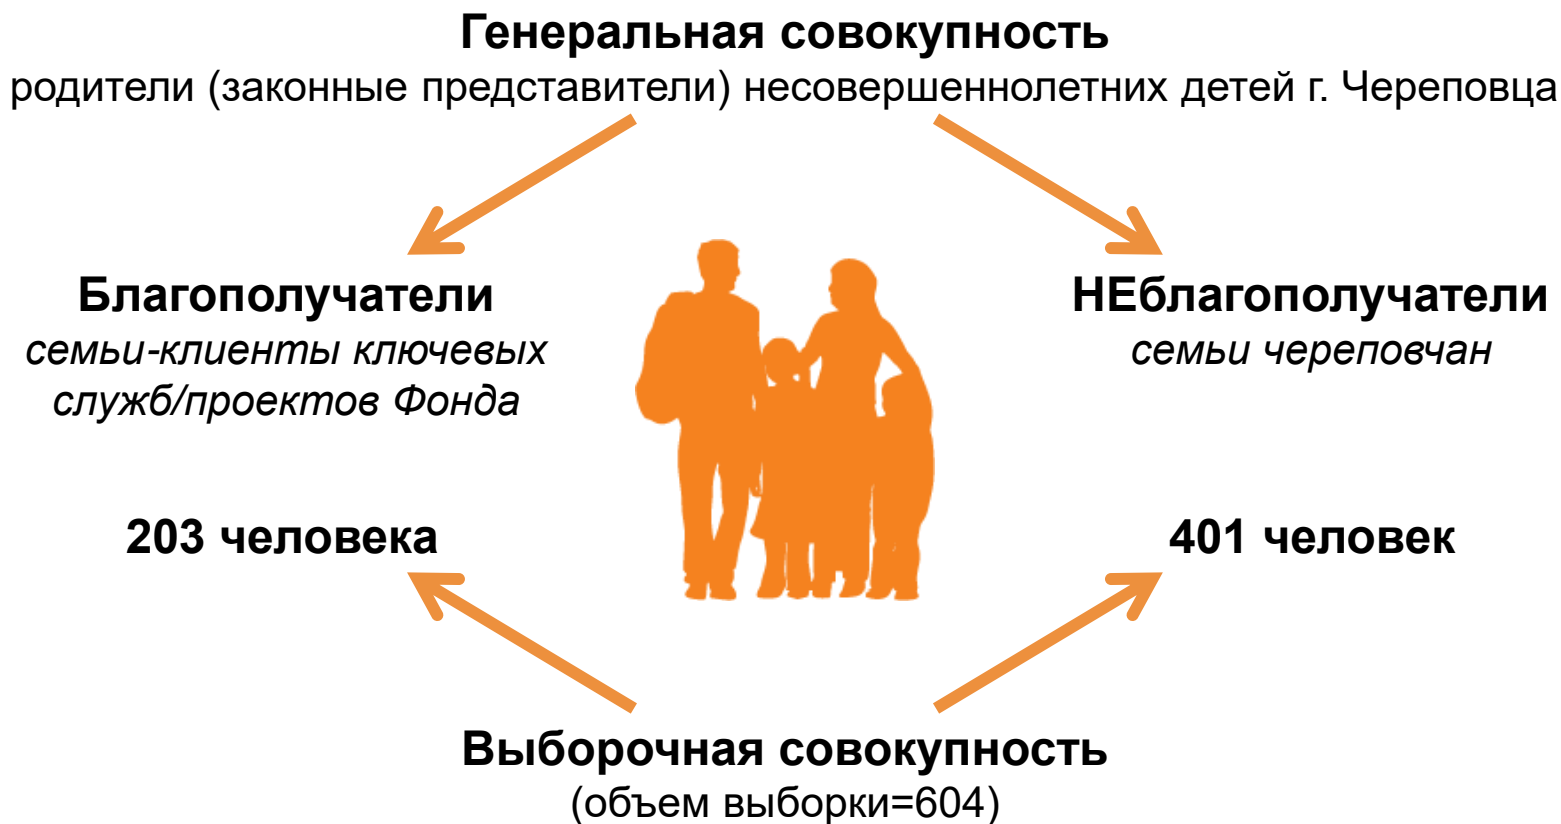 Генеральная совокупность
родители (законные представители) несовершеннолетних детей г. Череповца
Благополучатели
семьи-клиенты ключевых
служб/проектов Фонда
НЕблагополучатели
семьи череповчан
203 человека
401 человек
Выборочная совокупность
(объем выборки=604)